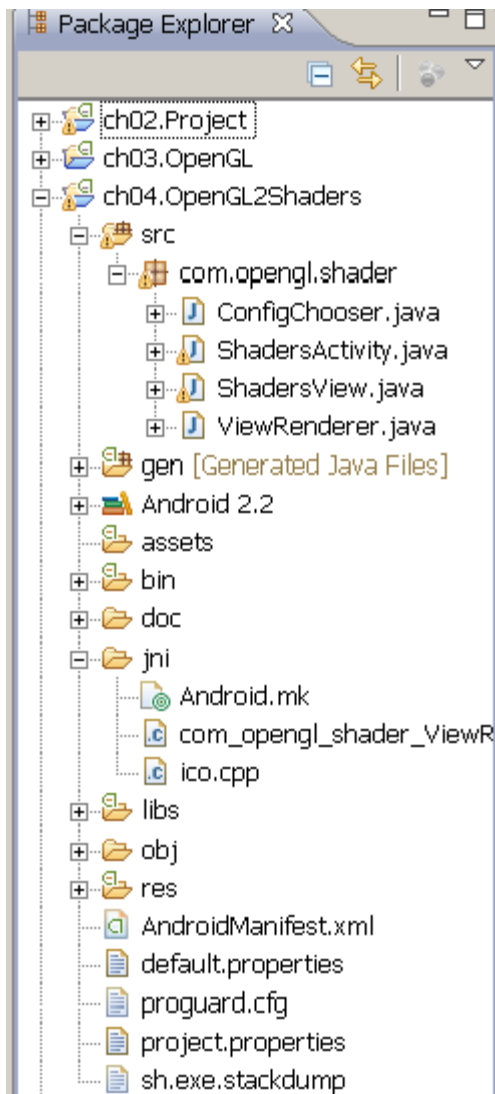 Package Explorer
ch02.Project
ch03.OpenGL
ch04.OpenGL2Shaders
src
com.opengl.shader
ConfigChooser.java
ShadersActivity.java
ShadersView.java
ViewRenderer.java
gen [Generated Java Files]
Android 2.2
assets
bin
doc
jni
Android.mk
com_opengl_shader_ViewR
ico.cpp
libs
obj
res
AndroidManifest.xml
default.properties
proguard.cfg
project.properties
sh.exe.stackdump